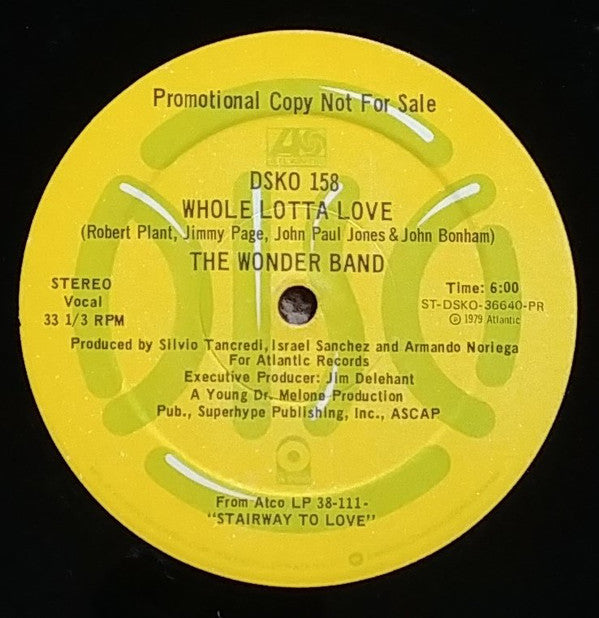 Promotional Copy Not For Sale
DSKO 158
WHOLE LOTTA LOVE
(Robert Plant, Jimmy Page, John Paul Jones & John Bonham)
THE WONDER BAND
STEREO
Vocal
33 1/3 RPM
Time: 6:00
ST-DSKO-36640-PR
Ⓟ 1979 Atlantic
Produced by Silvio Tancredi, Israel Sanchez and Armando Noriega
For Atlantic Records
Executive Producer: Jim Delehant
A Young Dr. Melone Production
Pub., Superhype Publishing, Inc., ASCAP
From Atco LP 38-111-
"STAIRWAY TO LOVE"